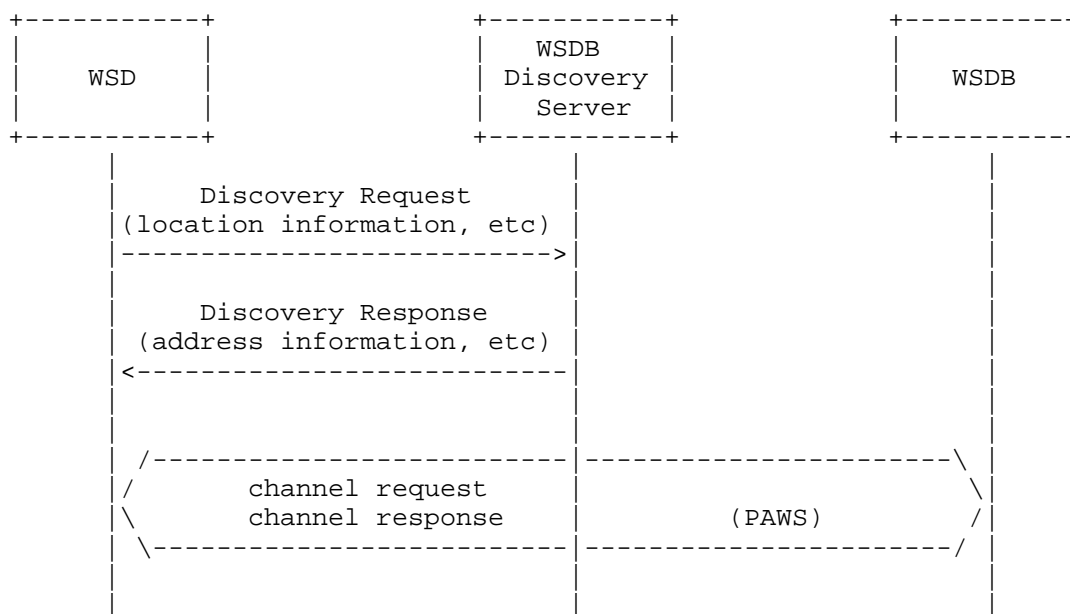 WSD
WSDB
Discovery
Server
WSDB
Discovery Request
(location information, etc)
Discovery Response
(address information, etc)
channel request
channel response (PAWS)